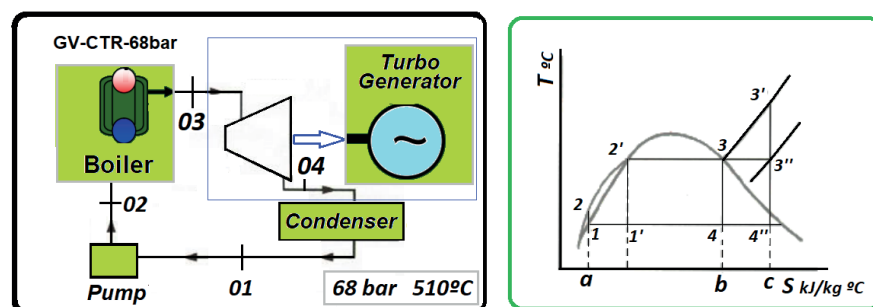 GV-CTR-68bar
Boiler
03
Turbo
Generator
~
04
02
Condenser
Pump
01
68 bar 510ºC
T ºC
3'
2'
3
3''
2
1
1'
4
4''
a
b
c
S kJ/kg ºC